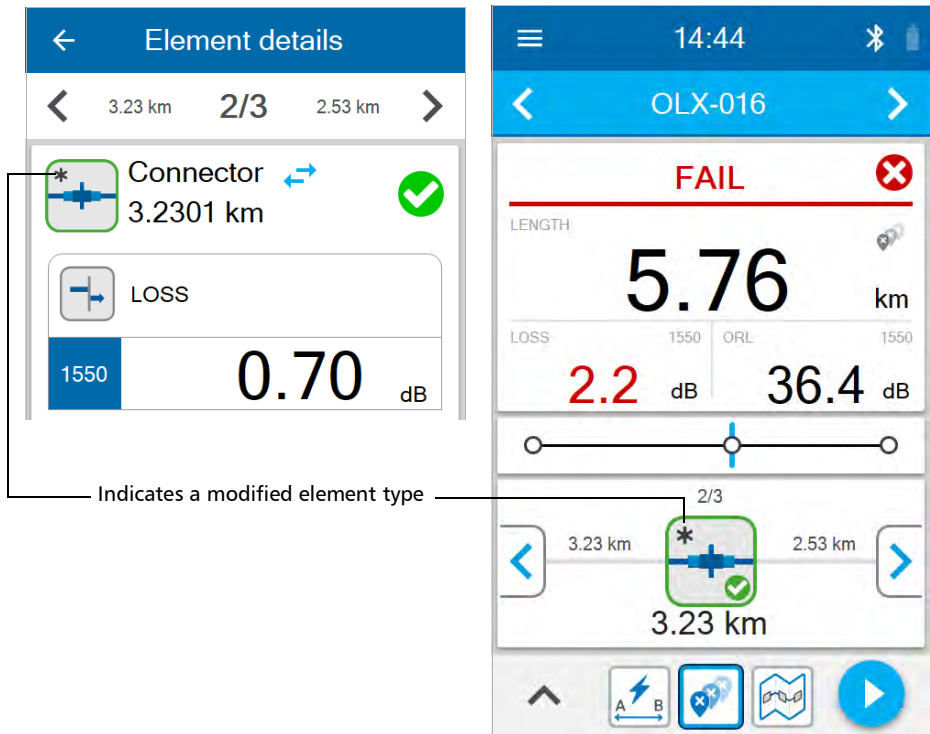 Element details
3.23 km 2/3 2.53 km
* Connector
3.2301 km
LOSS
1550 0.70 dB
Indicates a modified element type
14:44
OLX-016
FAIL
LENGTH
5.76 km
LOSS 1550 ORL 1550
2.2 dB 36.4 dB
2/3
3.23 km * 2.53 km
3.23 km
A B